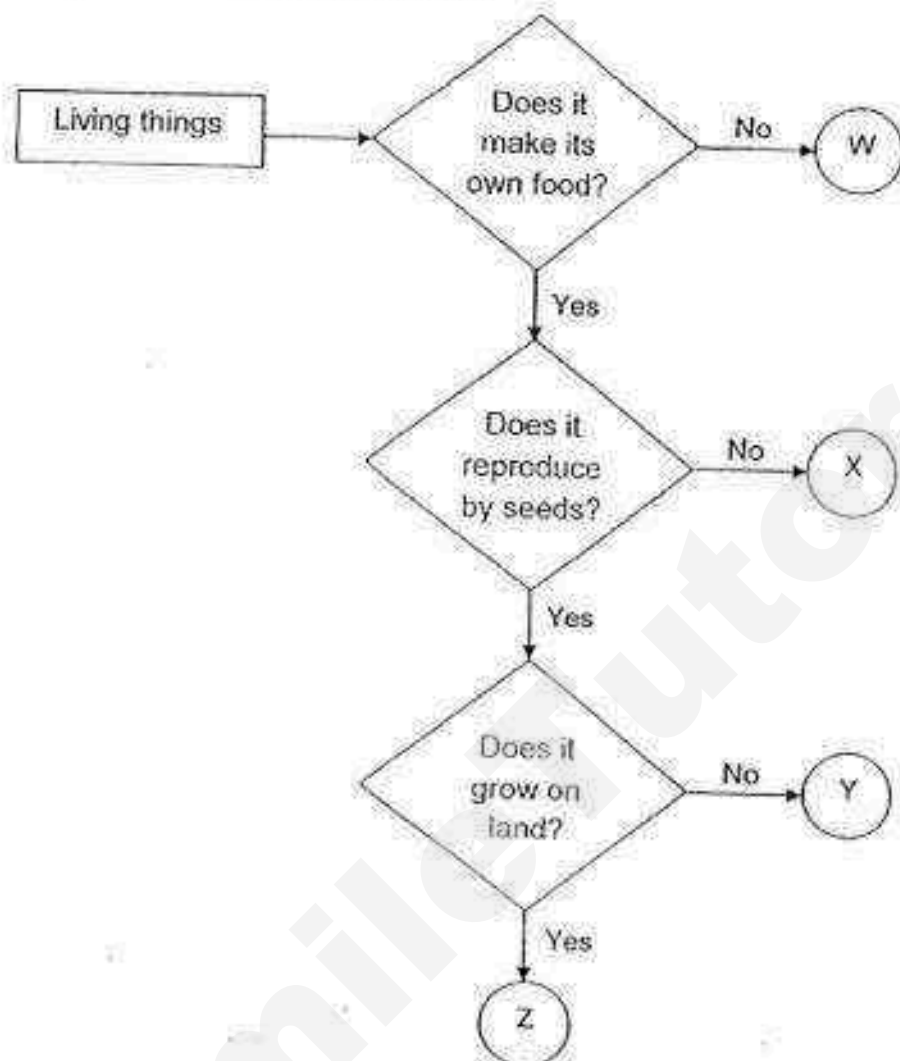 Living things
Does it
make its
own food?
No
W
Yes
Does it
reproduce
by seeds?
No
X
Yes
Does it
grow on
land?
No
Y
Yes
Z
mileTutor